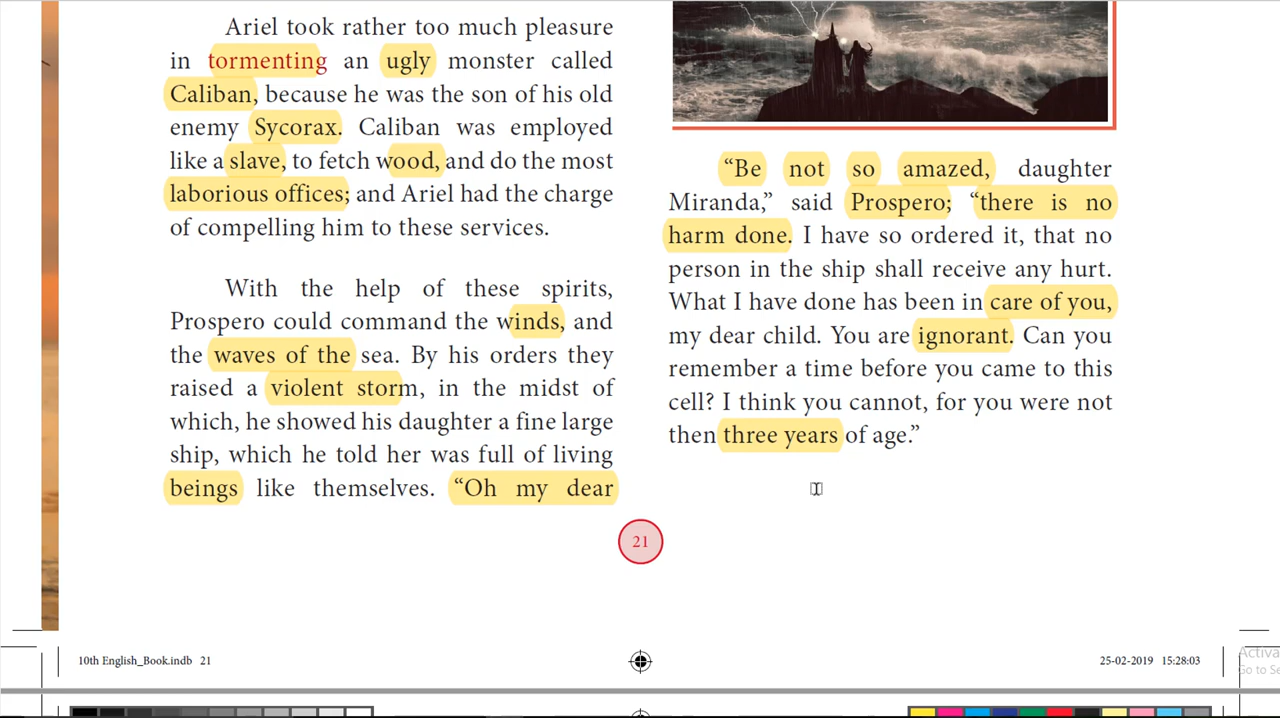 Ariel took rather too much pleasure
in tormenting an ugly monster called
Caliban, because he was the son of his old
enemy Sycorax. Caliban was employed
like a slave, to fetch wood, and do the most
laborious offices; and Ariel had the charge
of compelling him to these services.
With the help of these spirits,
Prospero could command the winds, and
the waves of the sea. By his orders they
raised a violent storm, in the midst of
which, he showed his daughter a fine large
ship, which he told her was full of living
beings like themselves. “Oh my dear
“Be not so amazed, daughter
Miranda,” said Prospero; “there is no
harm done. I have so ordered it, that no
person in the ship shall receive any hurt.
What I have done has been in care of you,
my dear child. You are ignorant. Can you
remember a time before you came to this
cell? I think you cannot, for you were not
then three years of age.”
21
10th English_Book.indb 21
25-02-2019 15:28:03
Activa
Go to Se